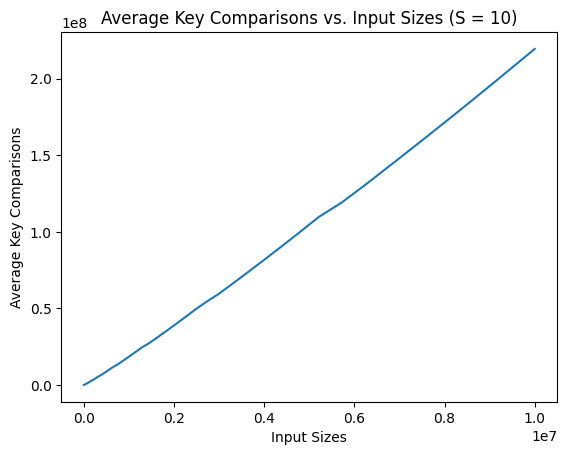 Average Key Comparisons vs. Input Sizes (S = 10)
1e8
2.0
1.5
1.0
0.5
0.0
Average Key Comparisons
0.0 0.2 0.4 0.6 0.8 1.0
1e7
Input Sizes